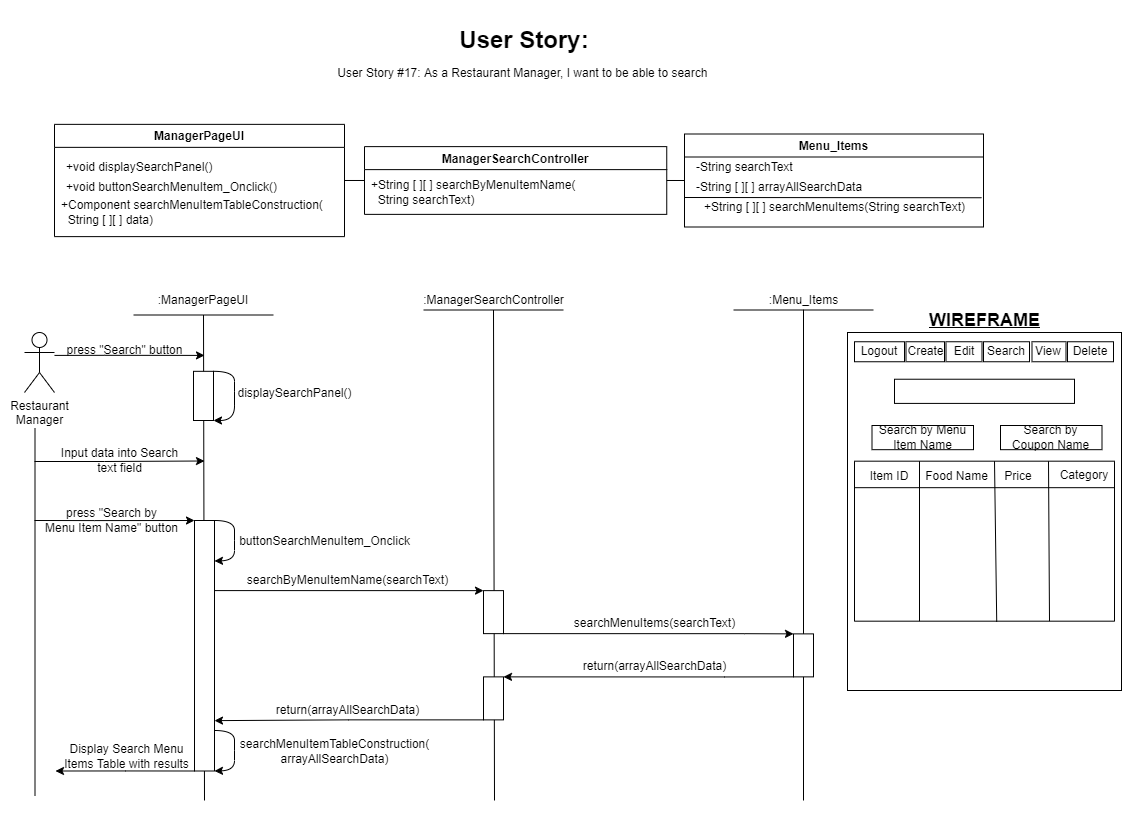 User Story:
User Story #17: As a Restaurant Manager, I want to be able to search
ManagerPageUI
+void displaySearchPanel()
+void buttonSearchMenuItem_Onclick()
+Component searchMenuItemTableConstruction(
String [ ][ ] data)
ManagerSearchController
+String [ ][ ] searchByMenuItemName(
String searchText)
Menu_Items
-String searchText
-String [ ][ ] arrayAllSearchData
+String [ ][ ] searchMenuItems(String searchText)
:ManagerPageUI
:ManagerSearchController
:Menu_Items
press "Search" button
Restaurant
Manager
displaySearchPanel()
Input data into Search
text field
press "Search by
Menu Item Name" button
buttonSearchMenuItem_Onclick
searchByMenuItemName(searchText)
searchMenuItems(searchText)
return(arrayAllSearchData)
return(arrayAllSearchData)
searchMenuItemTableConstruction(
arrayAllSearchData)
Display Search Menu
Items Table with results
WIREFRAME
Logout Create Edit Search View Delete
Search by Menu
Item Name
Search by
Coupon Name
Item ID Food Name Price Category